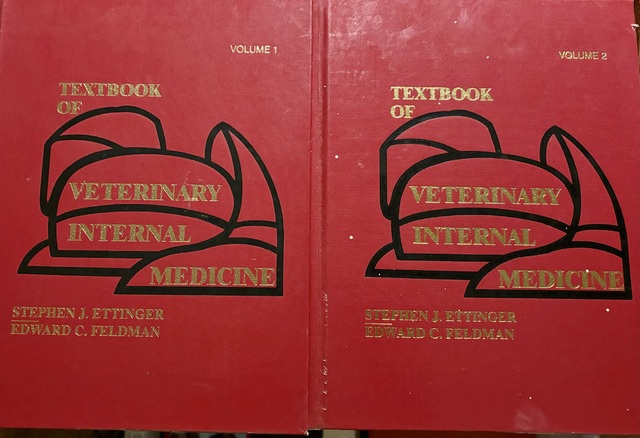 VOLUME 1
TEXTBOOK
OF
VETERINARY
INTERNAL
MEDICINE
STEPHEN J. ETTINGER
EDWARD C. FELDMAN
VOLUME 2
TEXTBOOK
OF
VETERINARY
INTERNAL
MEDICINE
STEPHEN J. ETTINGER
EDWARD C. FELDMAN